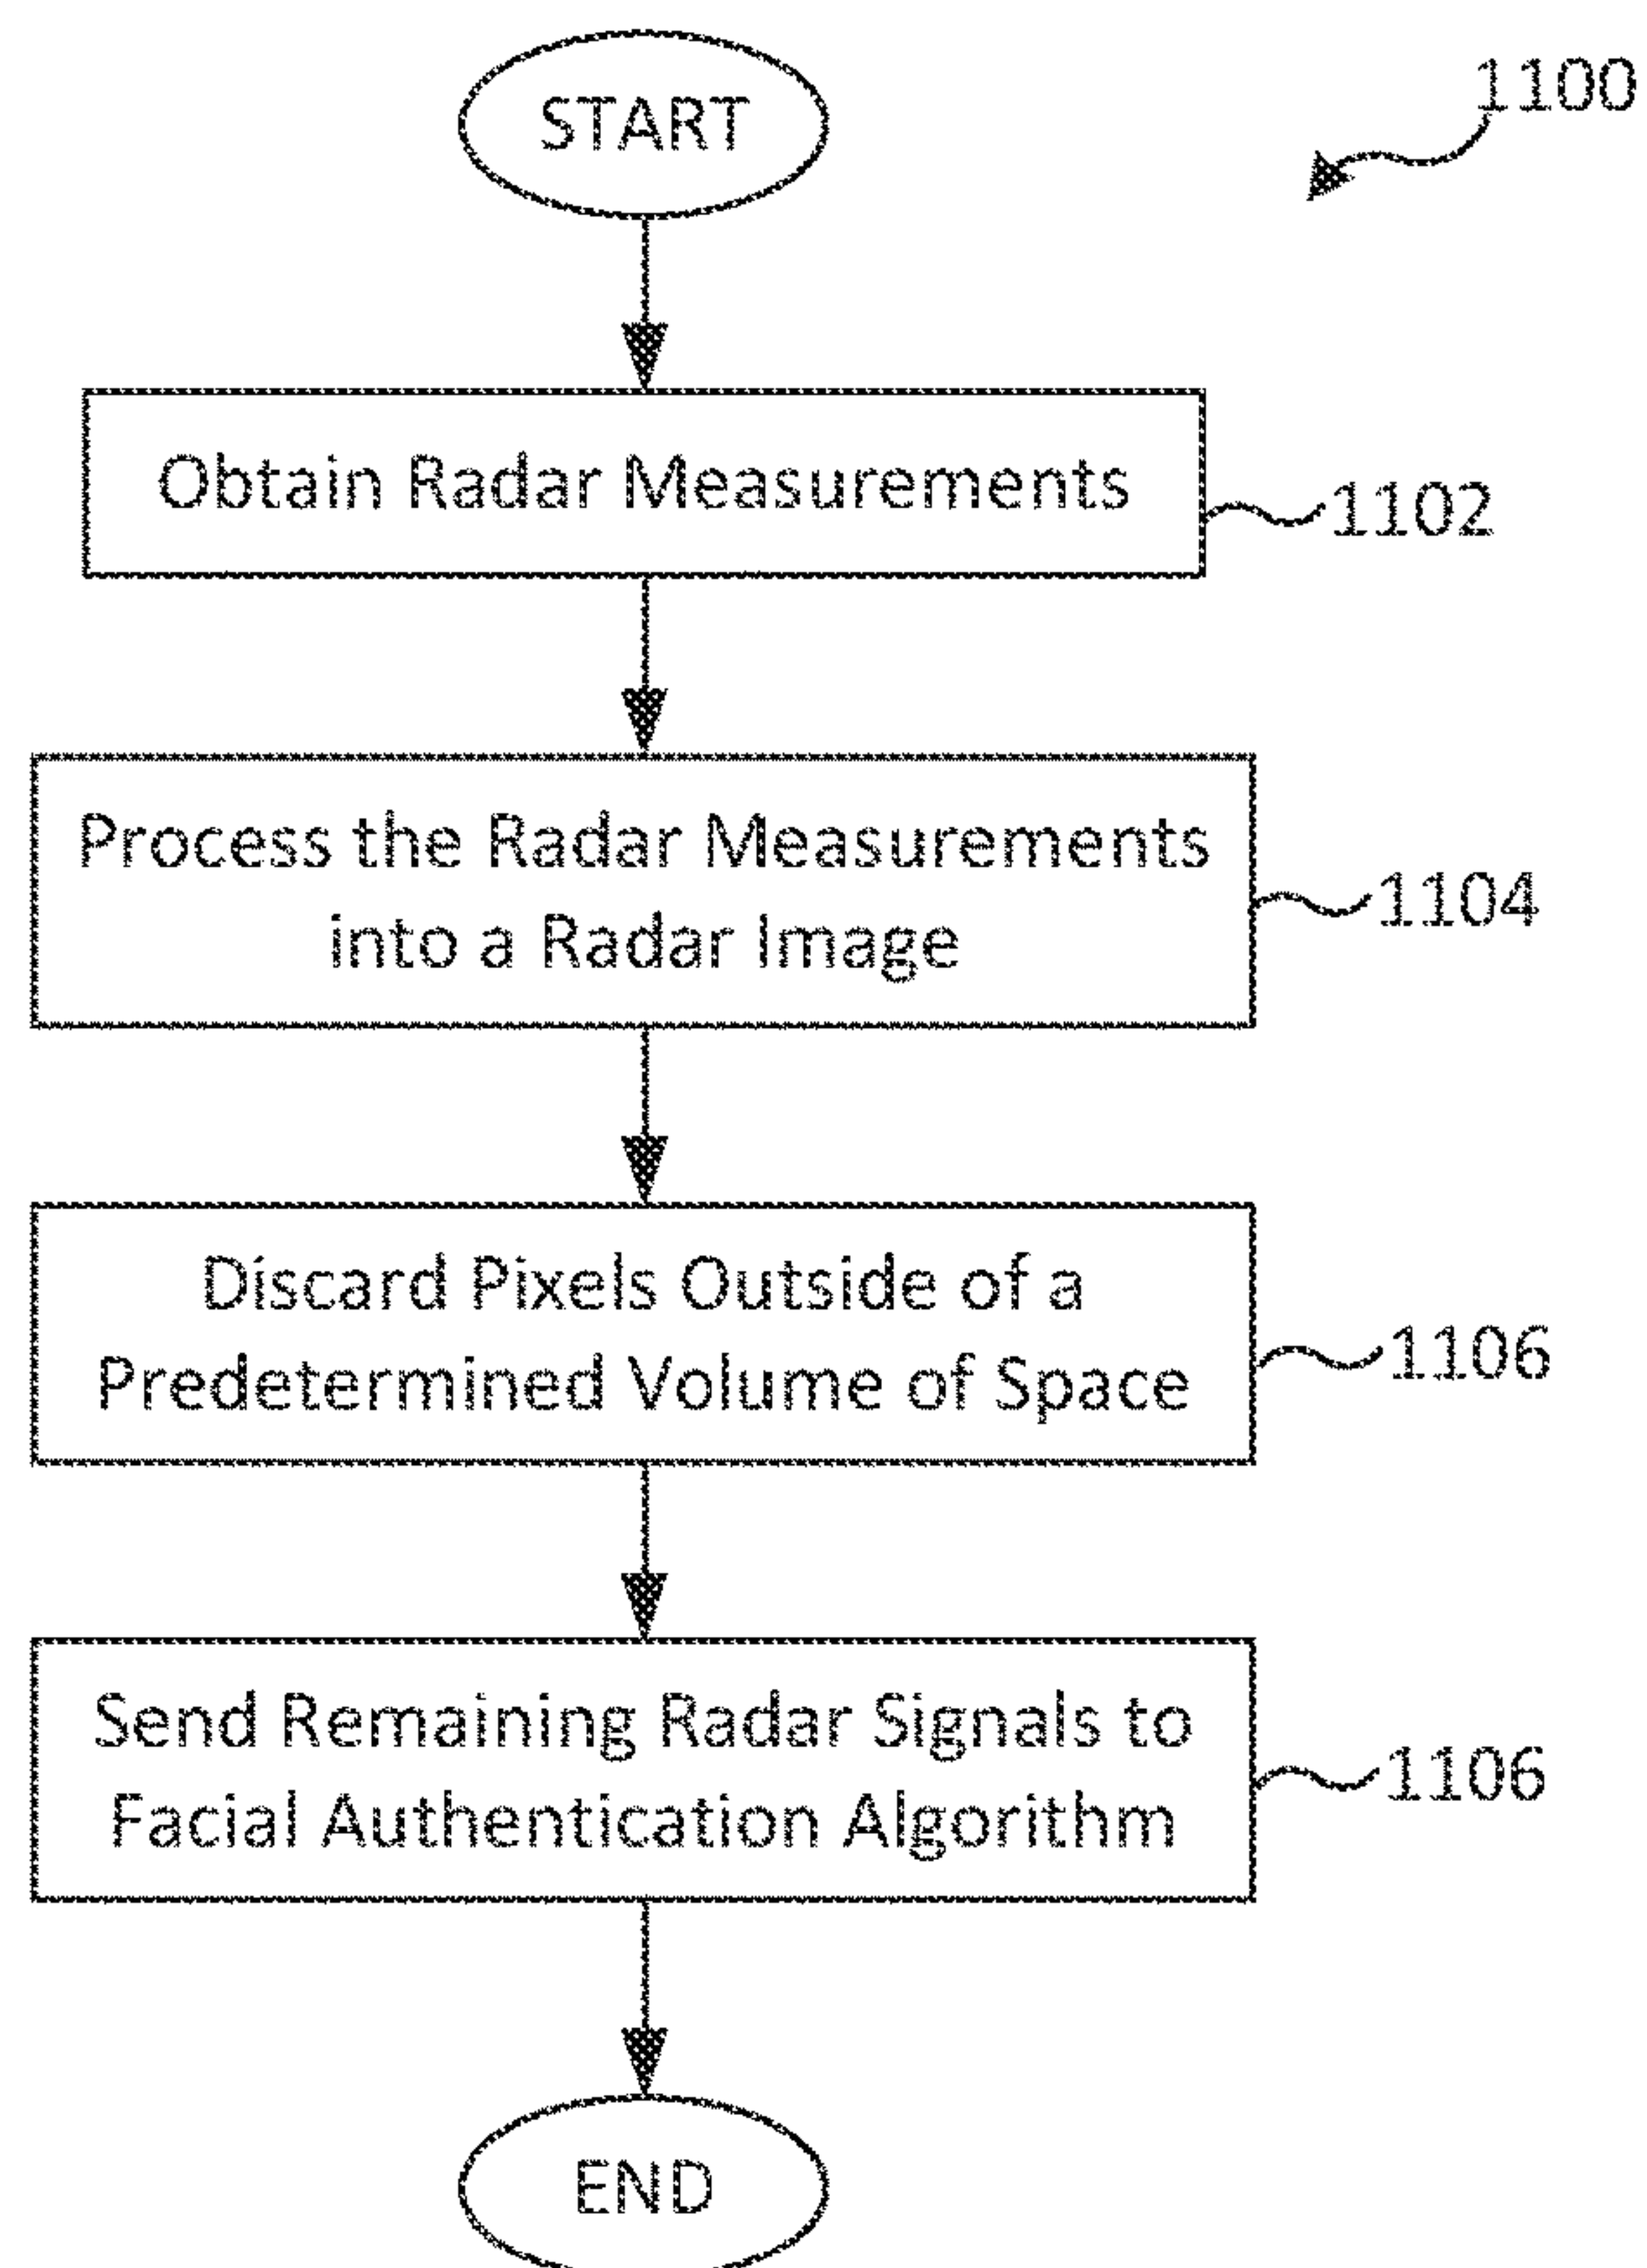 START
1100
Obtain Radar Measurements
1102
Process the Radar Measurements
into a Radar Image
1104
Discard Pixels Outside of a
Predetermined Volume of Space
1106
Send Remaining Radar Signals to
Facial Authentication Algorithm
1106
END